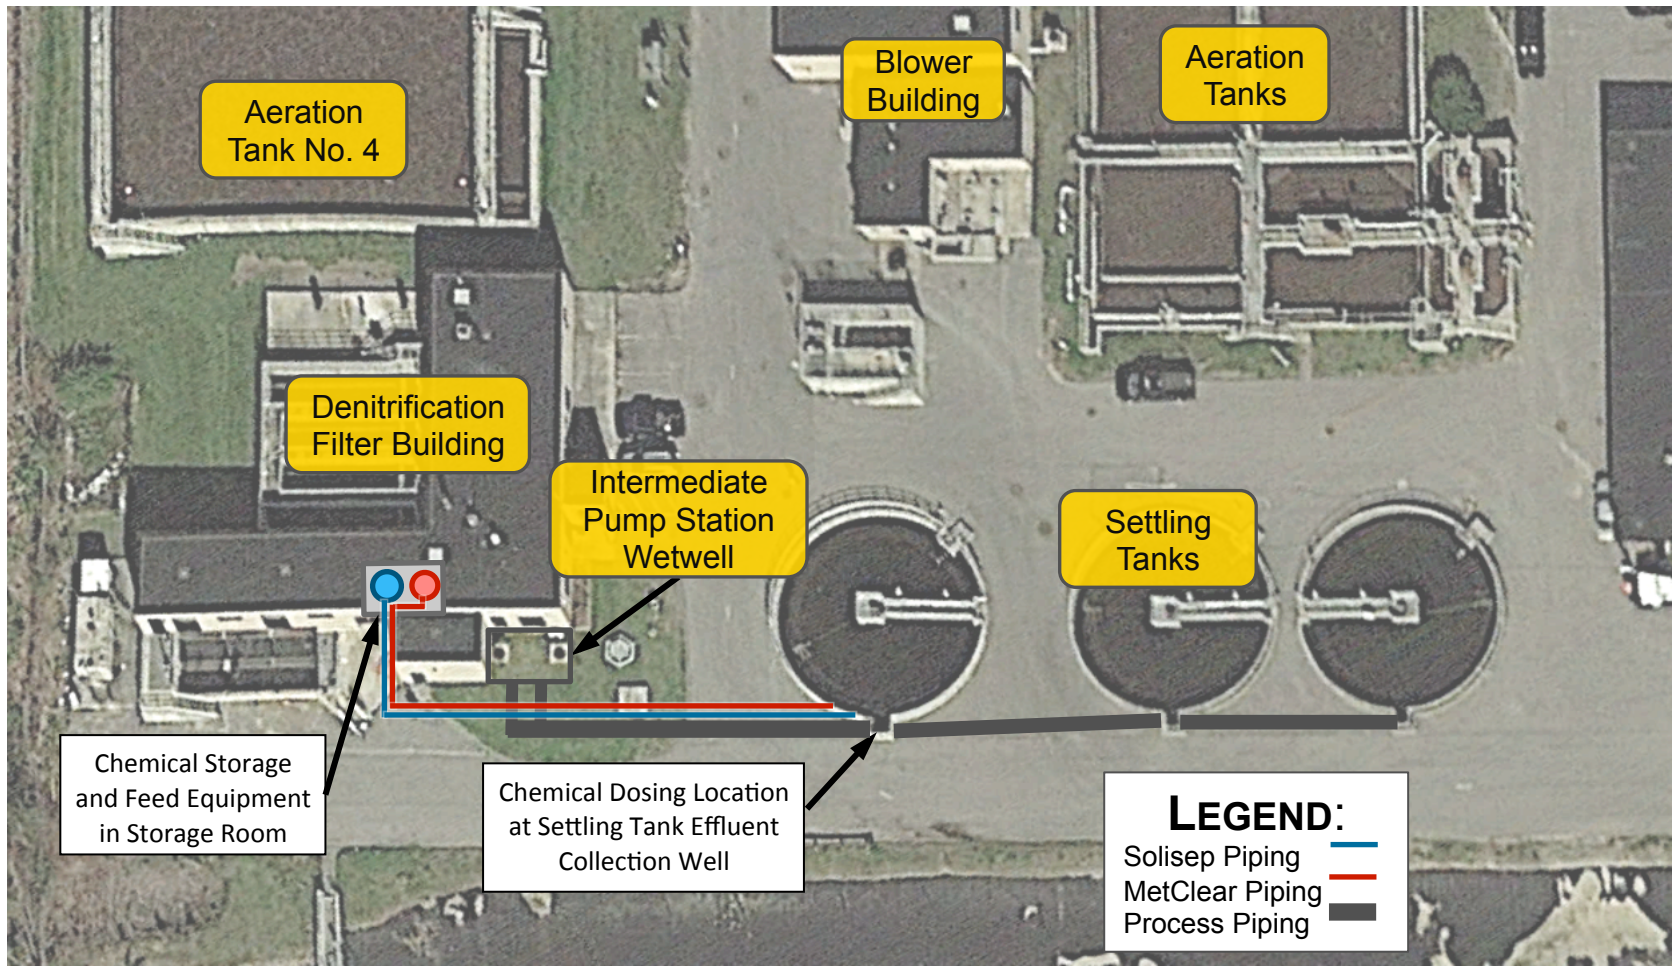 Aeration
Tank No. 4
Blower
Building
Aeration
Tanks
Denitrification
Filter Building
Intermediate
Pump Station
Wetwell
Settling
Tanks
Chemical Storage
and Feed Equipment
in Storage Room
Chemical Dosing Location
at Settling Tank Effluent
Collection Well
LEGEND:
Solisep Piping
MetClear Piping
Process Piping